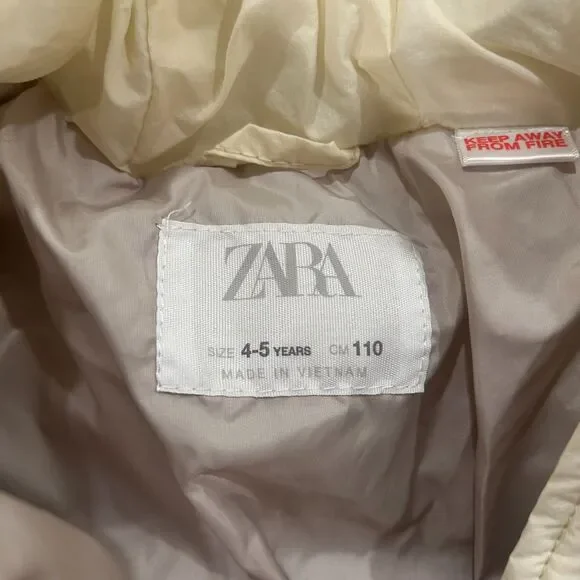 KEEP AWAY
FROM FIRE
ZARA
SIZE 4-5 YEARS CM 110
MADE IN VIETNAM